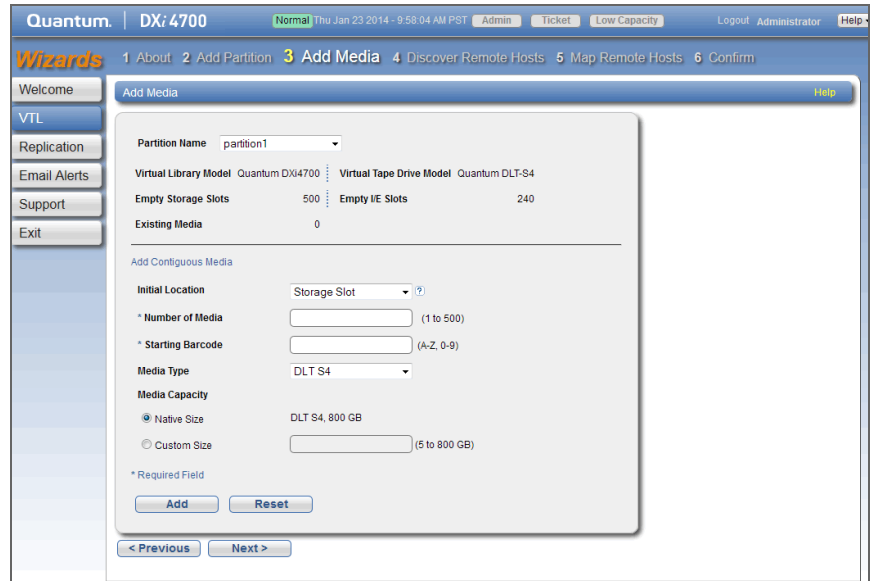 Quantum. DXi 4700 Normal Thu Jan 23 2014 - 9:58:04 AM PST Admin Ticket Low Capacity Logout Administrator Help
Wizards 1 About 2 Add Partition 3 Add Media 4 Discover Remote Hosts 5 Map Remote Hosts 6 Confirm
Welcome
VTL
Replication
Email Alerts
Support
Exit
Add Media Help
Partition Name partition1
Virtual Library Model Quantum DXi4700 Virtual Tape Drive Model Quantum DLT-S4
Empty Storage Slots 500 Empty I/E Slots 240
Existing Media 0
Add Contiguous Media
Initial Location Storage Slot ?
* Number of Media (1 to 500)
* Starting Barcode (A-Z, 0-9)
Media Type DLT S4
Media Capacity
Native Size DLT S4, 800 GB
Custom Size (5 to 800 GB)
* Required Field
Add Reset
< Previous Next >